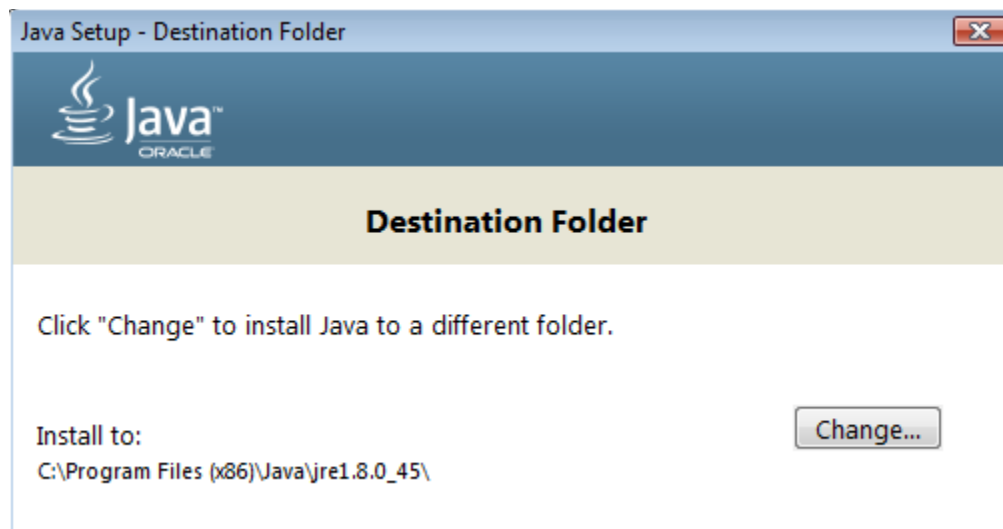 Java Setup - Destination Folder
Java™
ORACLE
Destination Folder
Click "Change" to install Java to a different folder.
Change...
Install to:
C:\Program Files (x86)\Java\jre1.8.0_45\